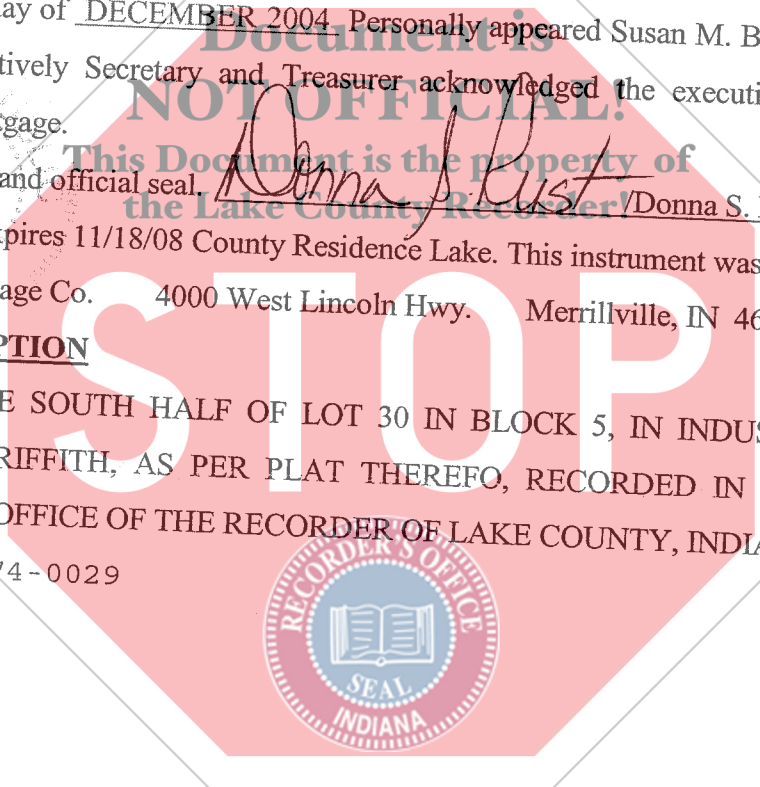 day of DECEMBER 2004 Personally appeared Susan M. B
Document is
tively Secretary and Treasurer acknowledged the executi
NOT OFFICIAL!
gage.
This Document is the property of
and official seal. Donna S. Rust /Donna S.
the Lake County Recorder!
pires 11/18/08 County Residence Lake. This instrument was
age Co. 4000 West Lincoln Hwy. Merrillville, IN 46
STOP
PTION
E SOUTH HALF OF LOT 30 IN BLOCK 5, IN INDUS
RIFFITH, AS PER PLAT THEREFO, RECORDED IN
OFFICE OF THE RECORDER OF LAKE COUNTY, INDIA
74-0029
RECORDER'S OFFICE
SEAL
INDIANA